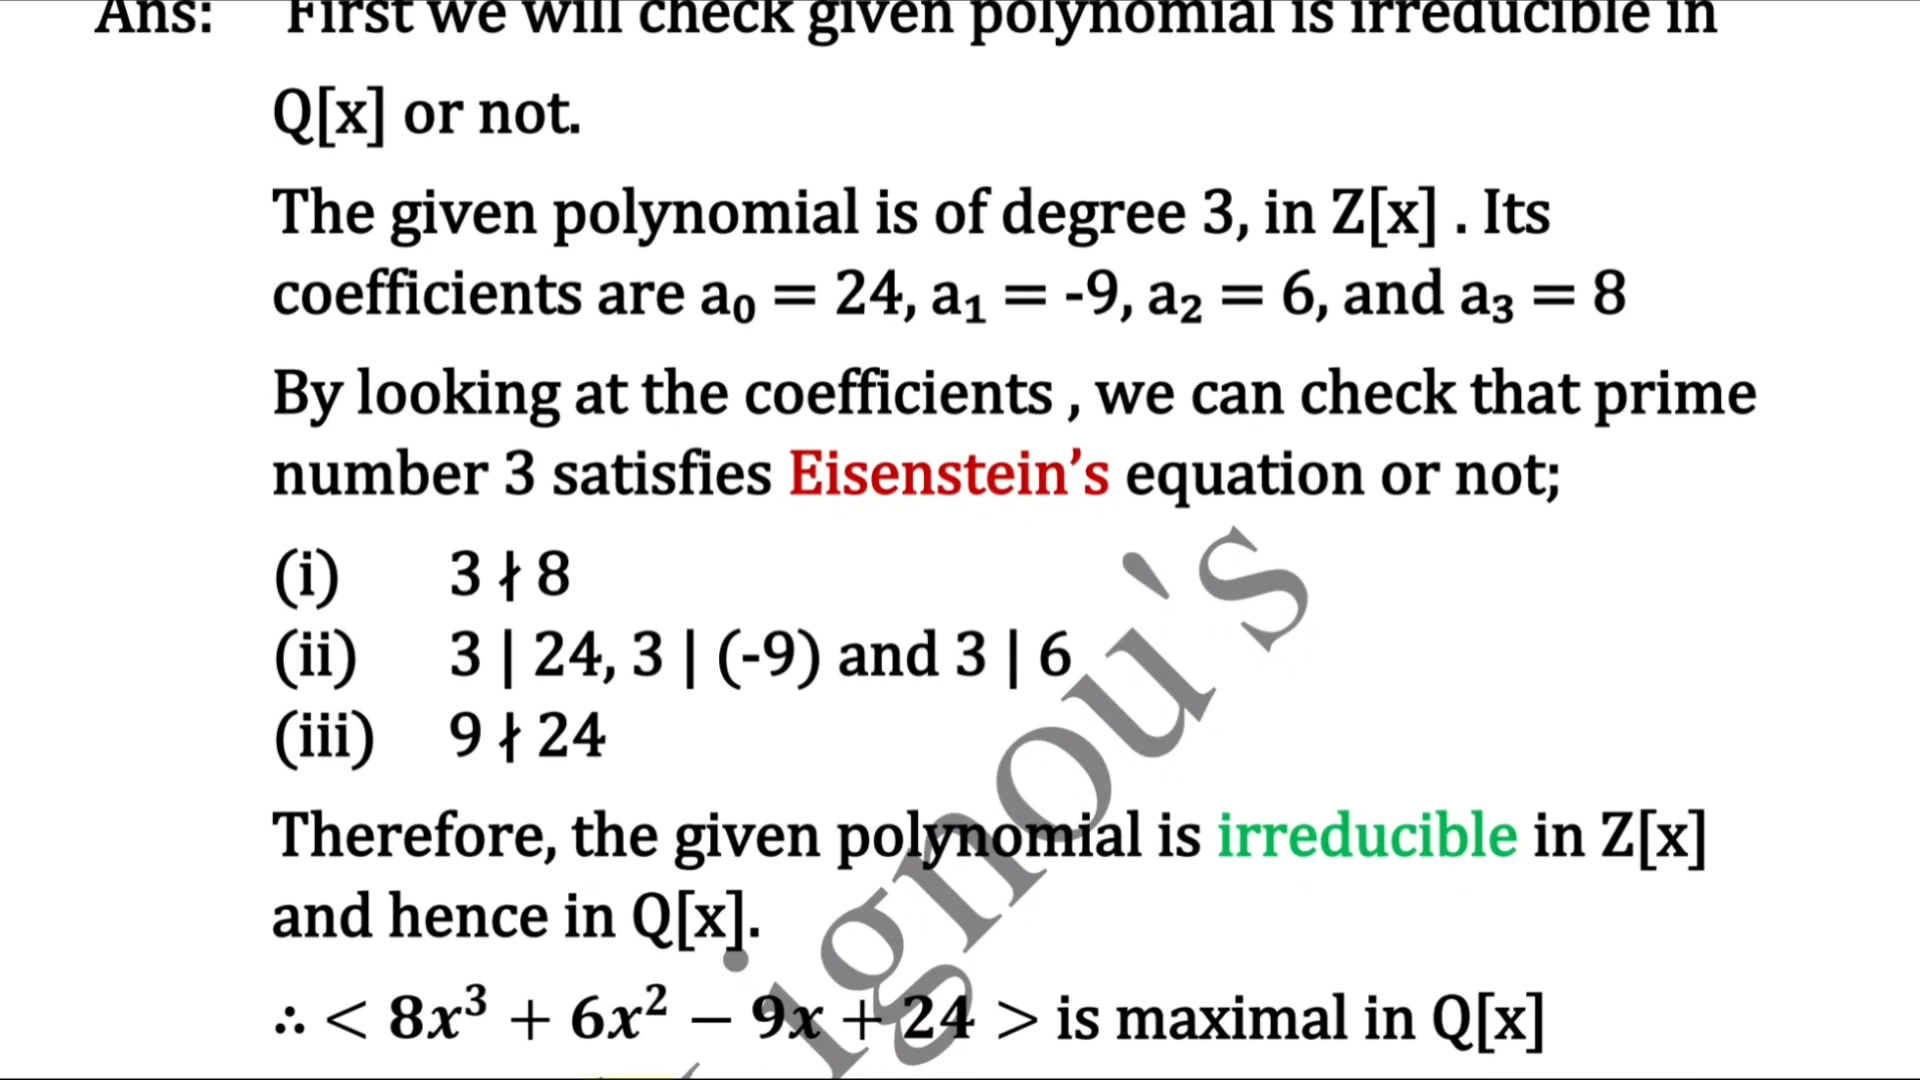 Ans: First we will check given polynomial is irreducible in
Q[x] or not.
The given polynomial is of degree 3, in Z[x] . Its
coefficients are a₀ = 24, a₁ = -9, a₂ = 6, and a₃ = 8
By looking at the coefficients , we can check that prime
number 3 satisfies Eisenstein’s equation or not;
(i) 3 ∤ 8
(ii) 3 | 24, 3 | (-9) and 3 | 6
(iii) 9 ∤ 24
Therefore, the given polynomial is irreducible in Z[x]
and hence in Q[x].
∴ < 8x³ + 6x² − 9x + 24 > is maximal in Q[x]
ignou's